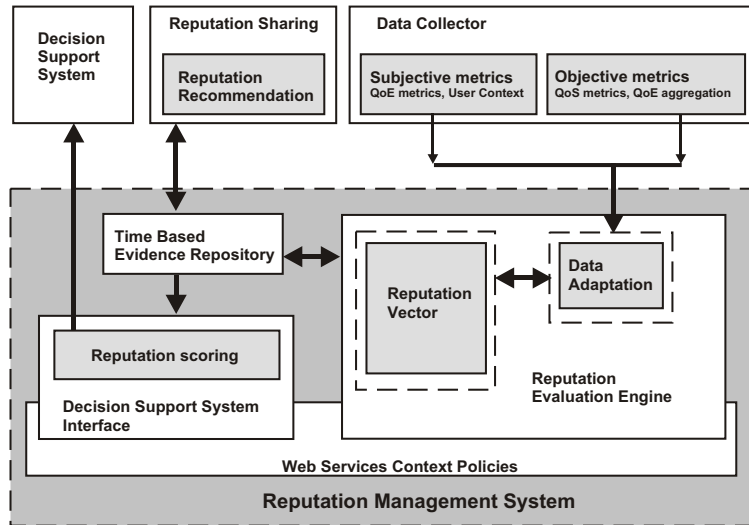 Decision
Support
System
Reputation Sharing
Reputation
Recommendation
Data Collector
Subjective metrics
QoE metrics, User Context
Objective metrics
QoS metrics, QoE aggregation
Time Based
Evidence Repository
Reputation
Vector
Data
Adaptation
Reputation scoring
Decision Support System
Interface
Reputation
Evaluation Engine
Web Services Context Policies
Reputation Management System